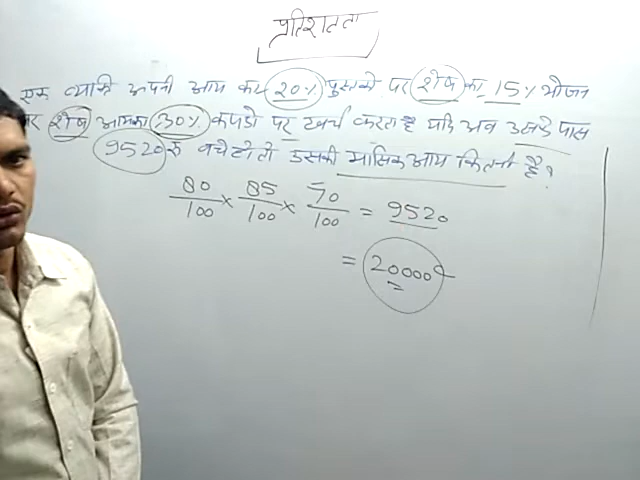 प्रतिशतता
एक व्यक्ति अपनी आय का 20% पुस्तकों पर शेष का 15% भोजन
पर शेष आयका 30% कपडो पर खर्च करता है यदि अब उसके पास
9520 रु बचे हो तो उसकी मासिक आय कितनी है?
80/100 × 85/100 × 70/100 = 9520
= 20000